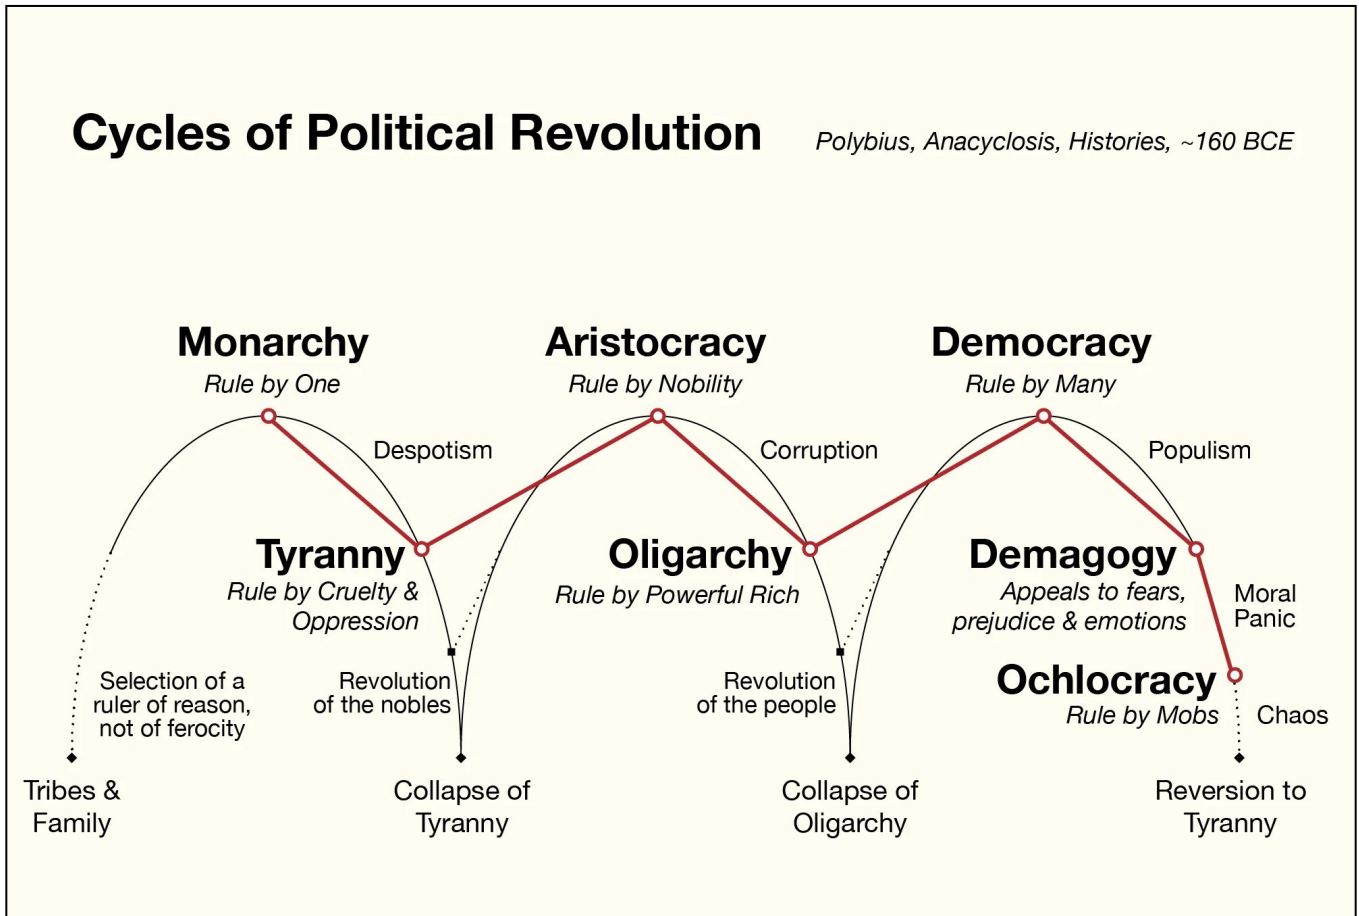 Cycles of Political Revolution
Polybius, Anacyclosis, Histories, ~160 BCE
Monarchy
Rule by One
Aristocracy
Rule by Nobility
Democracy
Rule by Many
Despotism
Corruption
Populism
Tyranny
Rule by Cruelty &
Oppression
Oligarchy
Rule by Powerful Rich
Demagogy
Appeals to fears,
prejudice & emotions
Moral
Panic
Selection of a
ruler of reason,
not of ferocity
Revolution
of the nobles
Revolution
of the people
Ochlocracy
Rule by Mobs
Chaos
Tribes &
Family
Collapse of
Tyranny
Collapse of
Oligarchy
Reversion to
Tyranny